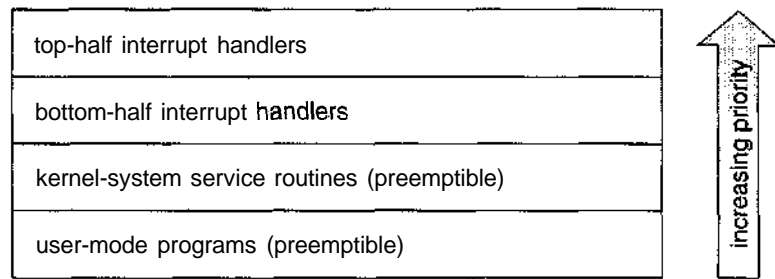 top-half interrupt handlers
bottom-half interrupt handlers
kernel-system service routines (preemptible)
user-mode programs (preemptible)
increasing priority